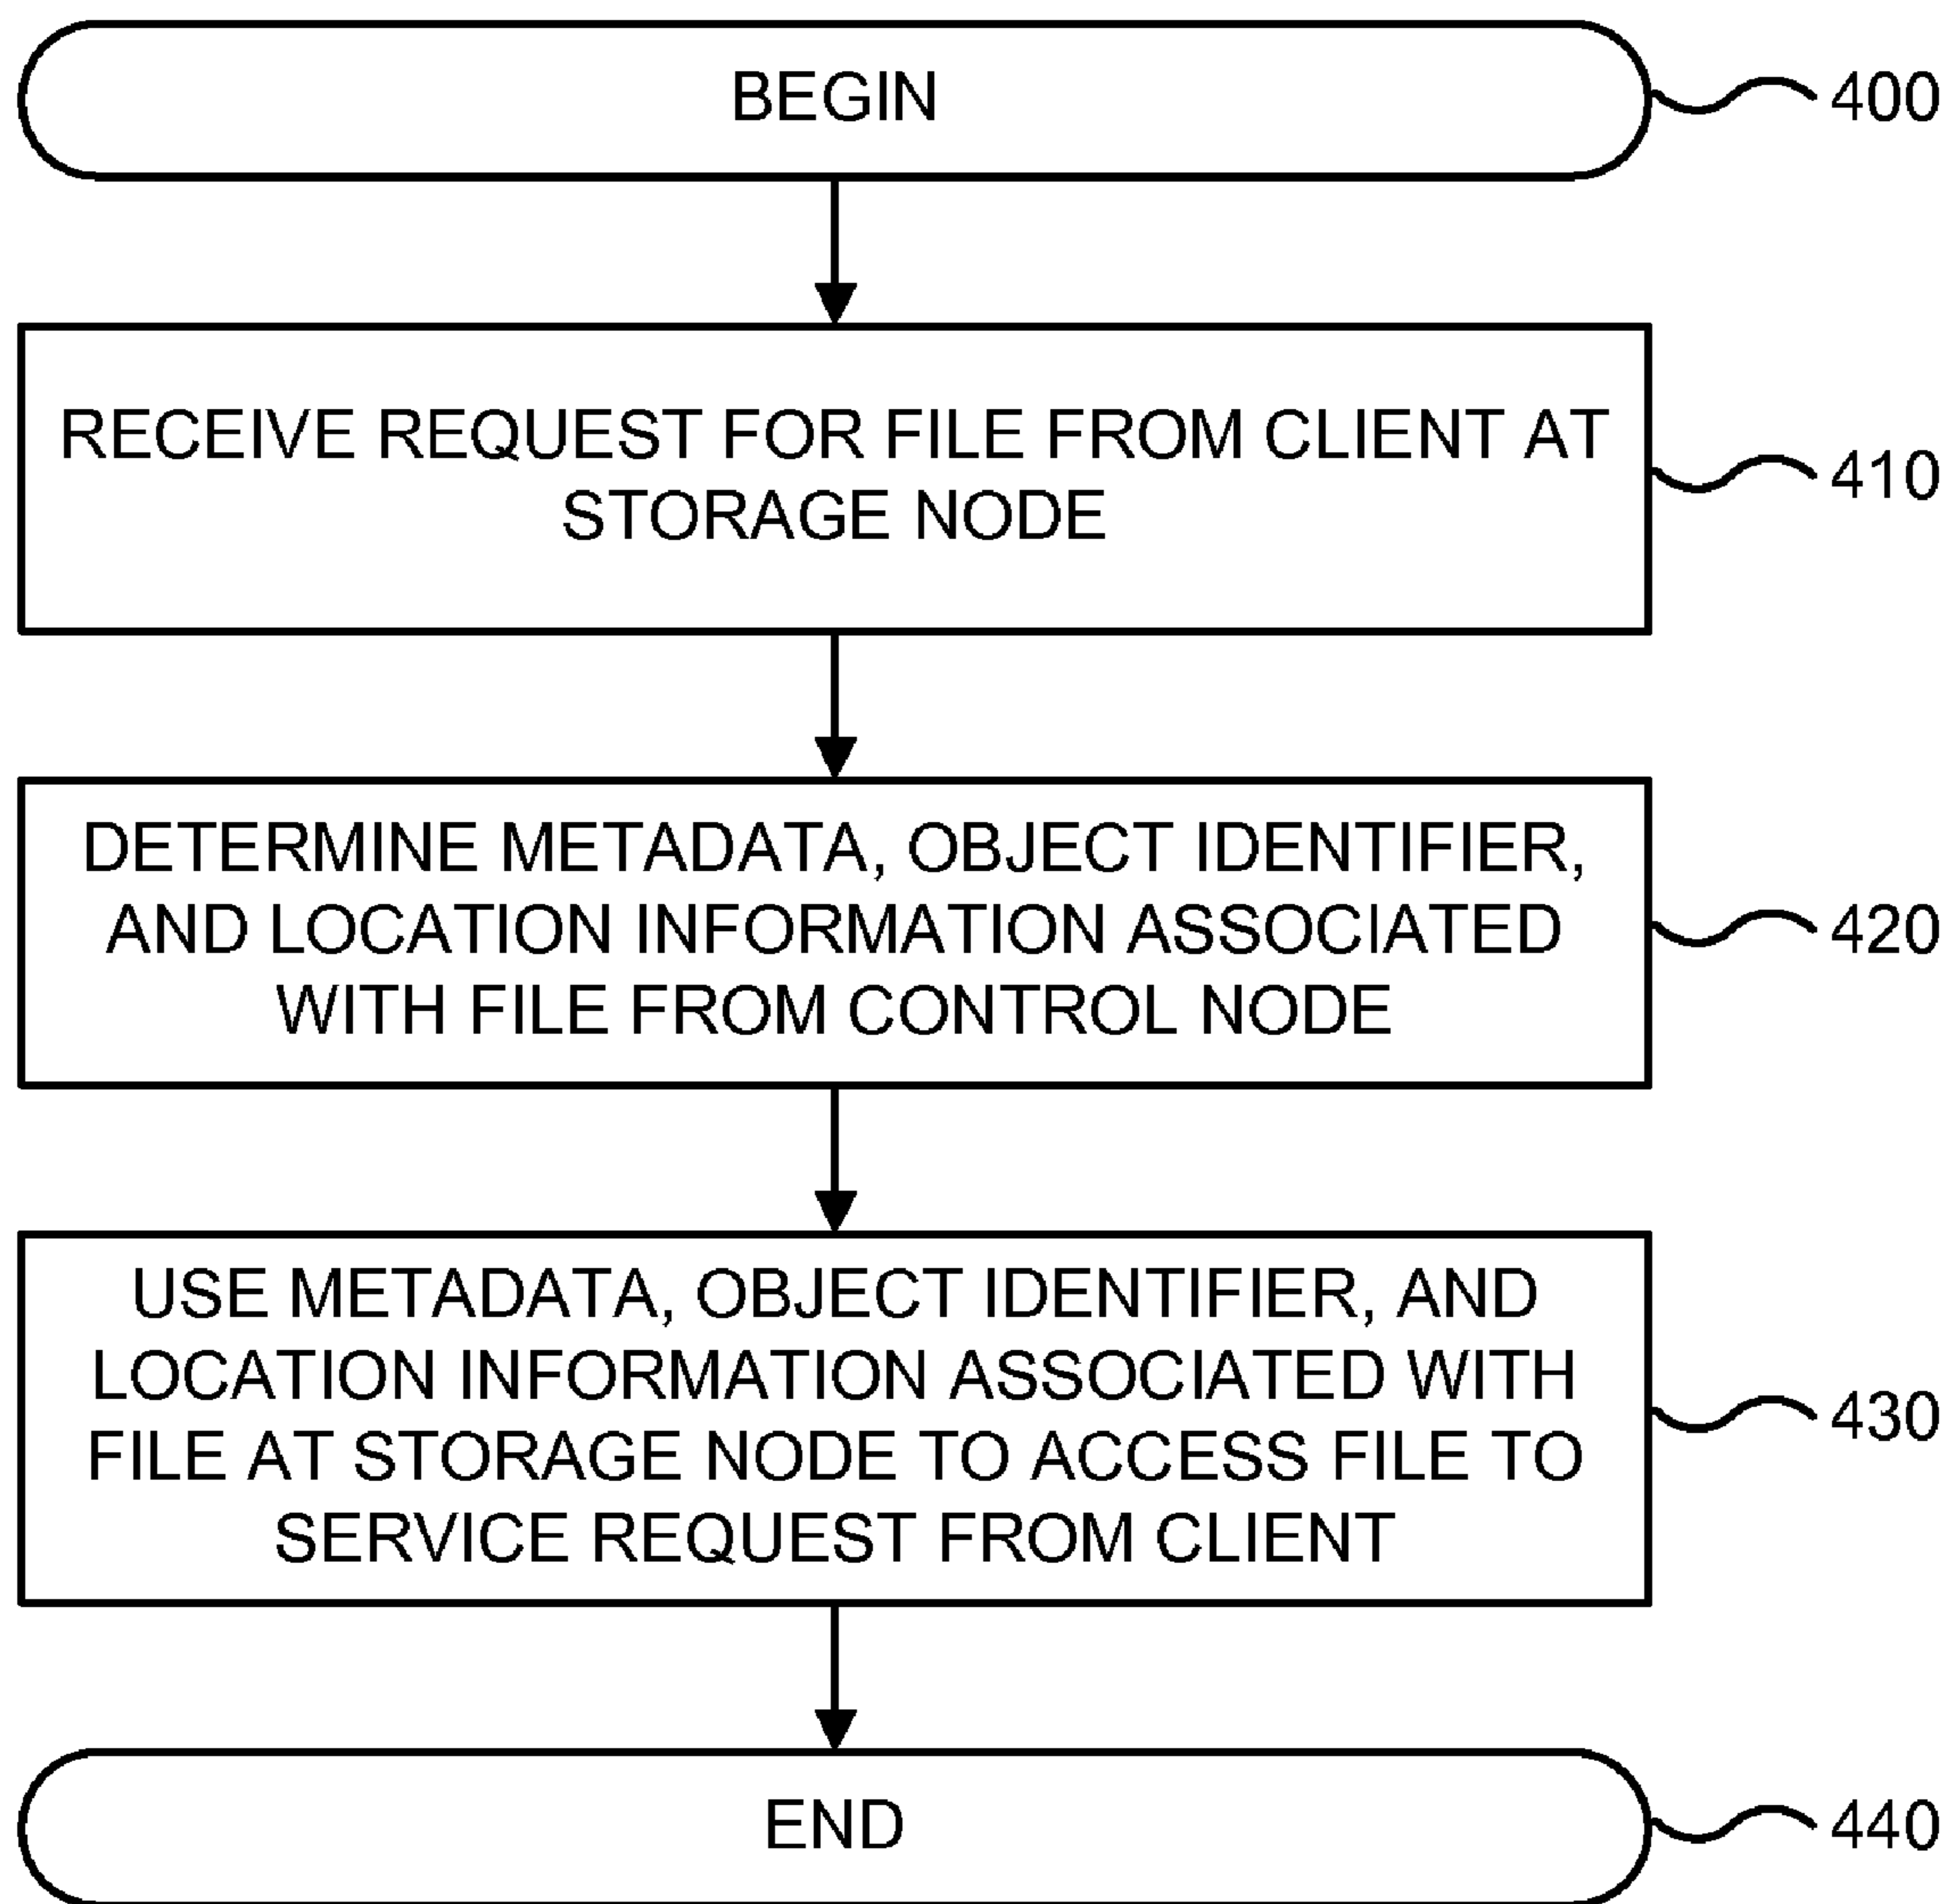 BEGIN
400
RECEIVE REQUEST FOR FILE FROM CLIENT AT
STORAGE NODE
410
DETERMINE METADATA, OBJECT IDENTIFIER,
AND LOCATION INFORMATION ASSOCIATED
WITH FILE FROM CONTROL NODE
420
USE METADATA, OBJECT IDENTIFIER, AND
LOCATION INFORMATION ASSOCIATED WITH
FILE AT STORAGE NODE TO ACCESS FILE TO
SERVICE REQUEST FROM CLIENT
430
END
440